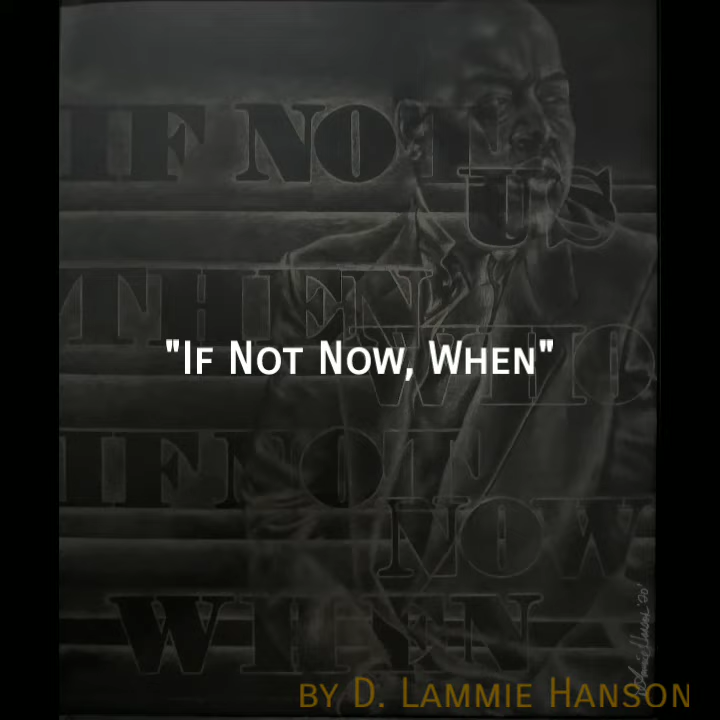 IF NOT
US
THEN
WHO
"If Not Now, When"
IF NOT
NOW
WHEN
by D. Lammie Hanson